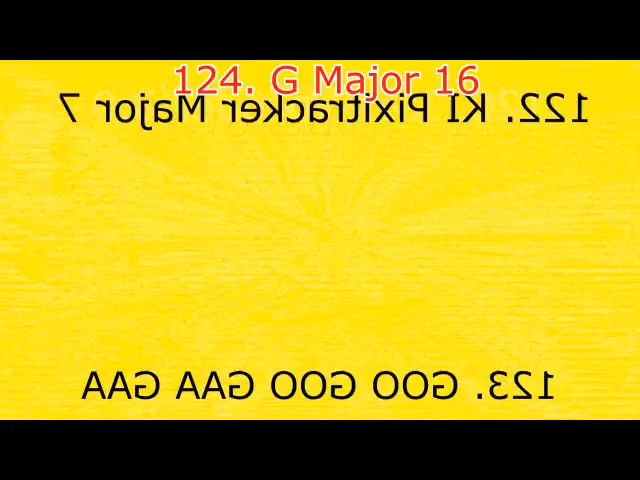 124. G Major 16
122. KI Pixitracker Major 7
123. GOO GOO GAA GAA